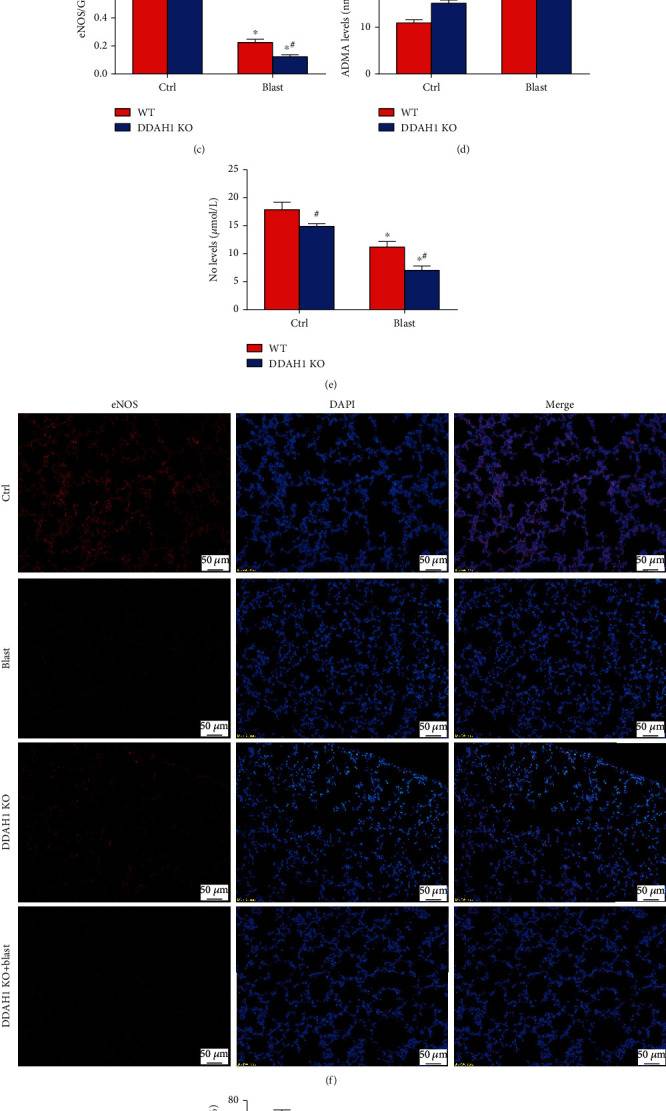 eNOS/G
0.4
0.2
0.0
*
*#
Ctrl
Blast
WT
DDAH1 KO
(c)
ADMA levels (nm
10
0
Ctrl
Blast
WT
DDAH1 KO
(d)
No levels (μmol/L)
25
20
15
10
5
0
#
*
*#
Ctrl
Blast
WT
DDAH1 KO
(e)
eNOS
DAPI
Merge
Ctrl
50 μm
50 μm
50 μm
Blast
50 μm
50 μm
50 μm
DDAH1 KO
50 μm
50 μm
50 μm
DDAH1 KO+blast
50 μm
50 μm
50 μm
(f)
80